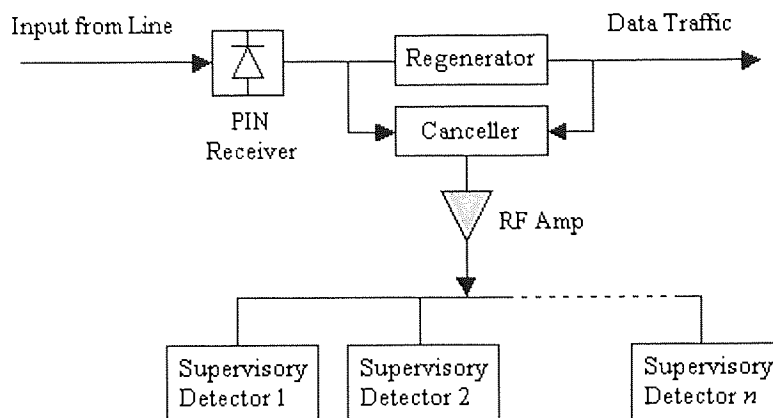 Input from Line
Data Traffic
Regenerator
PIN
Receiver
Canceller
RF Amp
Supervisory
Detector 1
Supervisory
Detector 2
Supervisory
Detector n